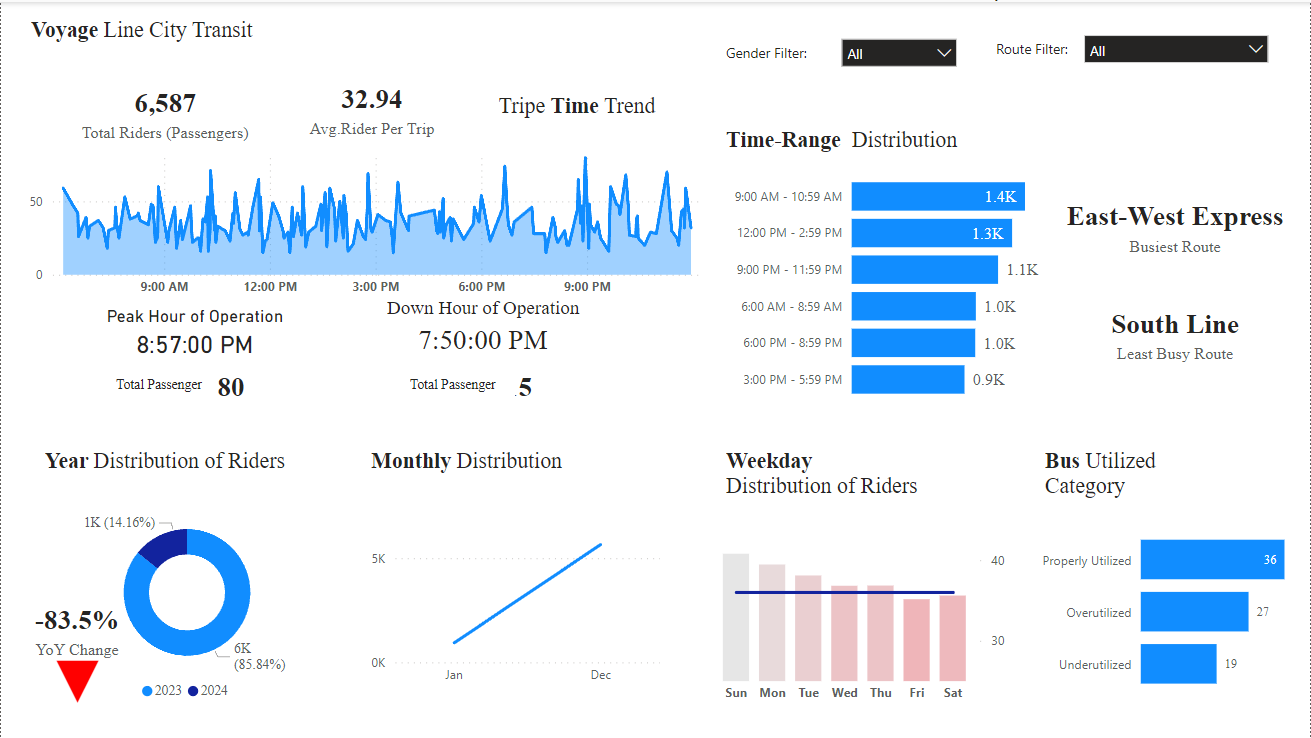 Voyage Line City Transit
Gender Filter:
All
Route Filter:
All
6,587
Total Riders (Passengers)
32.94
Avg.Rider Per Trip
Tripe Time Trend
50
0
9:00 AM
12:00 PM
3:00 PM
6:00 PM
9:00 PM
Peak Hour of Operation
8:57:00 PM
Total Passenger 80
Down Hour of Operation
7:50:00 PM
Total Passenger 5
Time-Range Distribution
9:00 AM - 10:59 AM 1.4K
12:00 PM - 2:59 PM 1.3K
9:00 PM - 11:59 PM 1.1K
6:00 AM - 8:59 AM 1.0K
6:00 PM - 8:59 PM 1.0K
3:00 PM - 5:59 PM 0.9K
East-West Express
Busiest Route
South Line
Least Busy Route
Year Distribution of Riders
1K (14.16%)
-83.5%
YoY Change
6K
(85.84%)
2023 2024
Monthly Distribution
5K
0K
Jan
Dec
Weekday
Distribution of Riders
40
30
Sun Mon Tue Wed Thu Fri Sat
Bus Utilized
Category
Properly Utilized 36
Overutilized 27
Underutilized 19